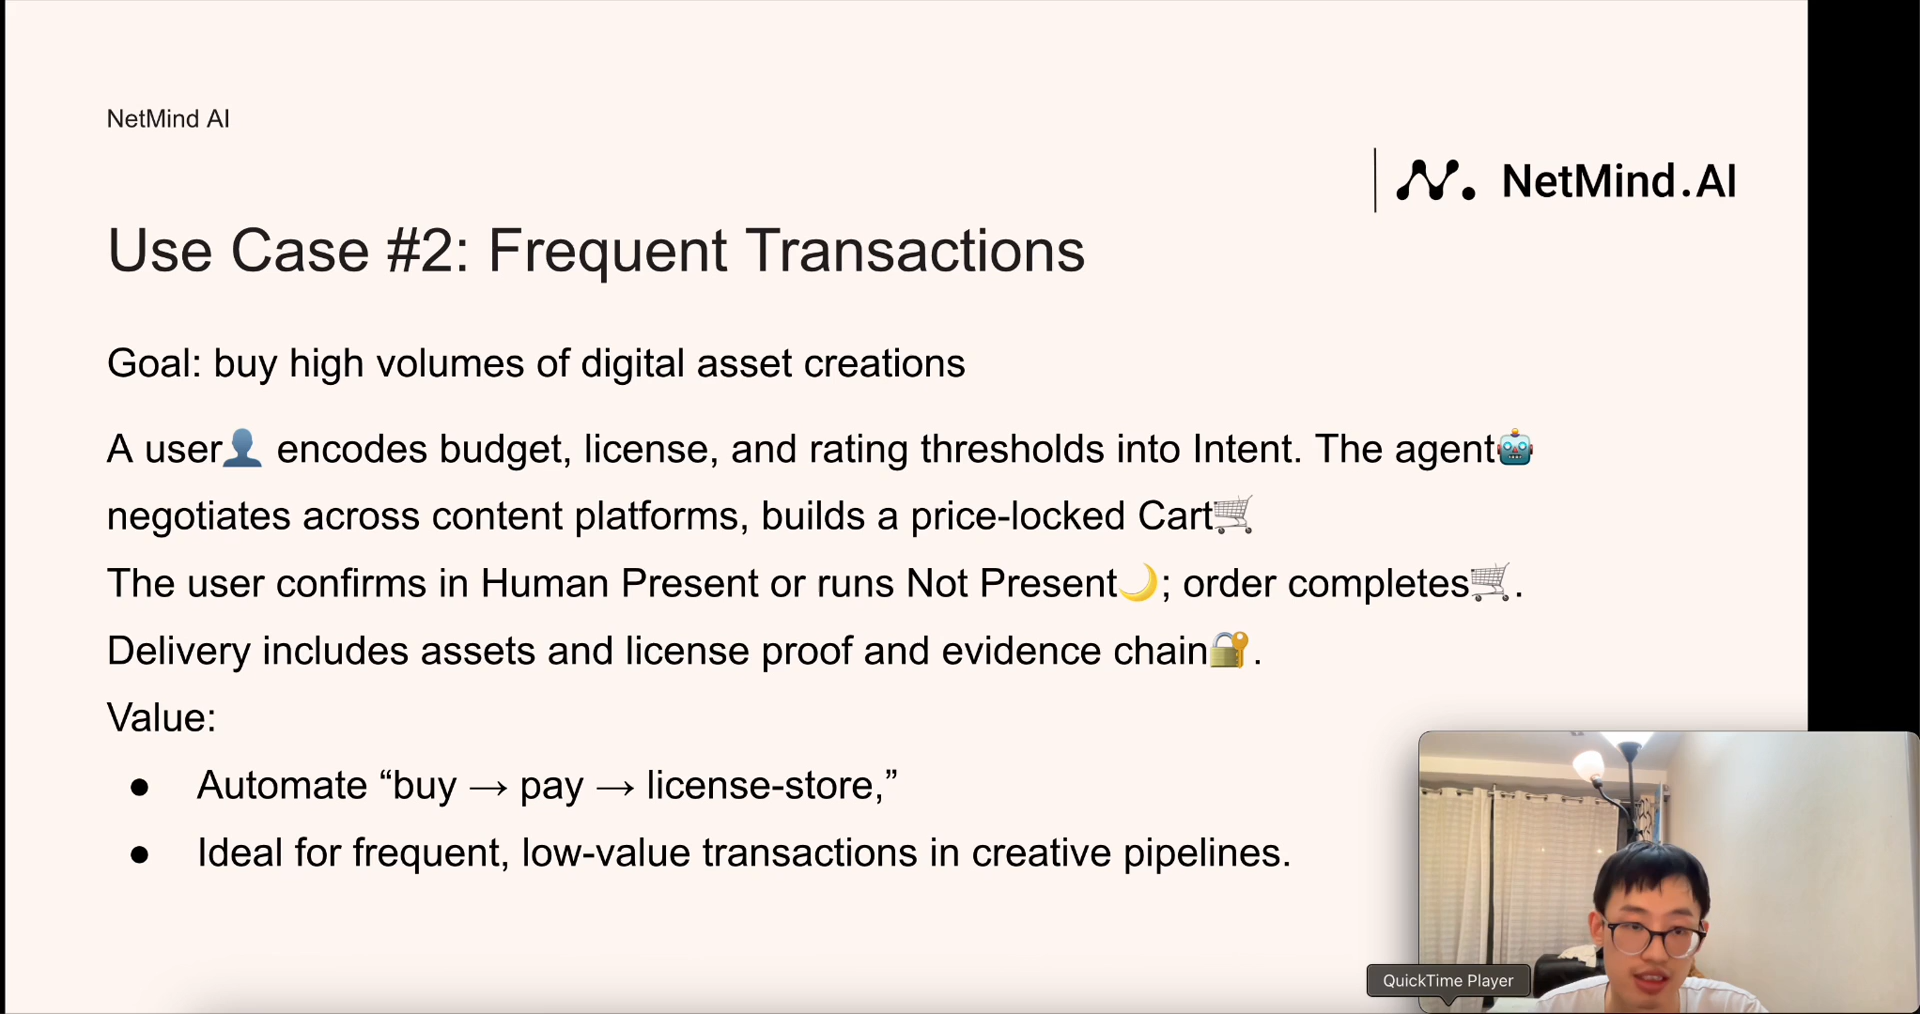 NetMind AI
NetMind.AI
Use Case #2: Frequent Transactions
Goal: buy high volumes of digital asset creations
A user👤 encodes budget, license, and rating thresholds into Intent. The agent🤖
negotiates across content platforms, builds a price-locked Cart🛒
The user confirms in Human Present or runs Not Present🌙; order completes🛒.
Delivery includes assets and license proof and evidence chain🔐.
Value:
● Automate “buy → pay → license-store,”
● Ideal for frequent, low-value transactions in creative pipelines.
QuickTime Player